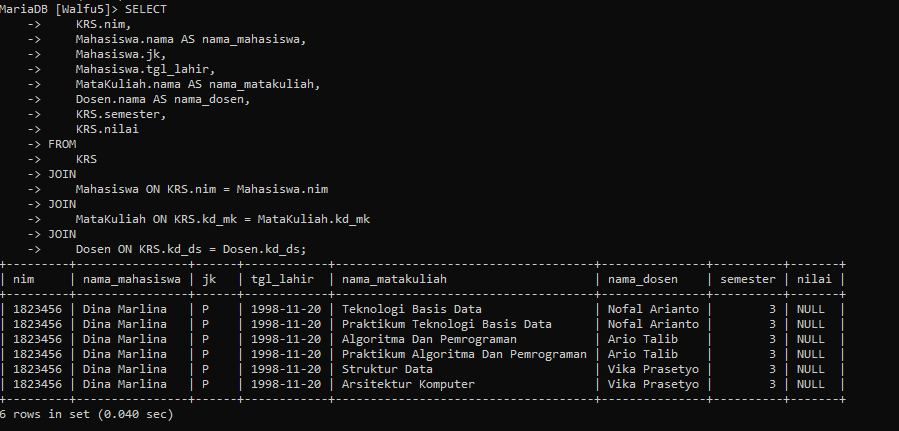 MariaDB [Walfu5]> SELECT
    ->     KRS.nim,
    ->     Mahasiswa.nama AS nama_mahasiswa,
    ->     Mahasiswa.jk,
    ->     Mahasiswa.tgl_lahir,
    ->     MataKuliah.nama AS nama_matakuliah,
    ->     Dosen.nama AS nama_dosen,
    ->     KRS.semester,
    ->     KRS.nilai
    -> FROM
    ->     KRS
    -> JOIN
    ->     Mahasiswa ON KRS.nim = Mahasiswa.nim
    -> JOIN
    ->     MataKuliah ON KRS.kd_mk = MataKuliah.kd_mk
    -> JOIN
    ->     Dosen ON KRS.kd_ds = Dosen.kd_ds;
+---------+----------------+------+------------+-------------------------------------+---------------+----------+-------+
| nim     | nama_mahasiswa | jk   | tgl_lahir  | nama_matakuliah                     | nama_dosen    | semester | nilai |
+---------+----------------+------+------------+-------------------------------------+---------------+----------+-------+
| 1823456 | Dina Marlina   | P    | 1998-11-20 | Teknologi Basis Data                | Nofal Arianto |        3 | NULL  |
| 1823456 | Dina Marlina   | P    | 1998-11-20 | Praktikum Teknologi Basis Data      | Nofal Arianto |        3 | NULL  |
| 1823456 | Dina Marlina   | P    | 1998-11-20 | Algoritma Dan Pemrograman           | Ario Talib    |        3 | NULL  |
| 1823456 | Dina Marlina   | P    | 1998-11-20 | Praktikum Algoritma Dan Pemrograman | Ario Talib    |        3 | NULL  |
| 1823456 | Dina Marlina   | P    | 1998-11-20 | Struktur Data                       | Vika Prasetyo |        3 | NULL  |
| 1823456 | Dina Marlina   | P    | 1998-11-20 | Arsitektur Komputer                 | Vika Prasetyo |        3 | NULL  |
+---------+----------------+------+------------+-------------------------------------+---------------+----------+-------+
6 rows in set (0.040 sec)